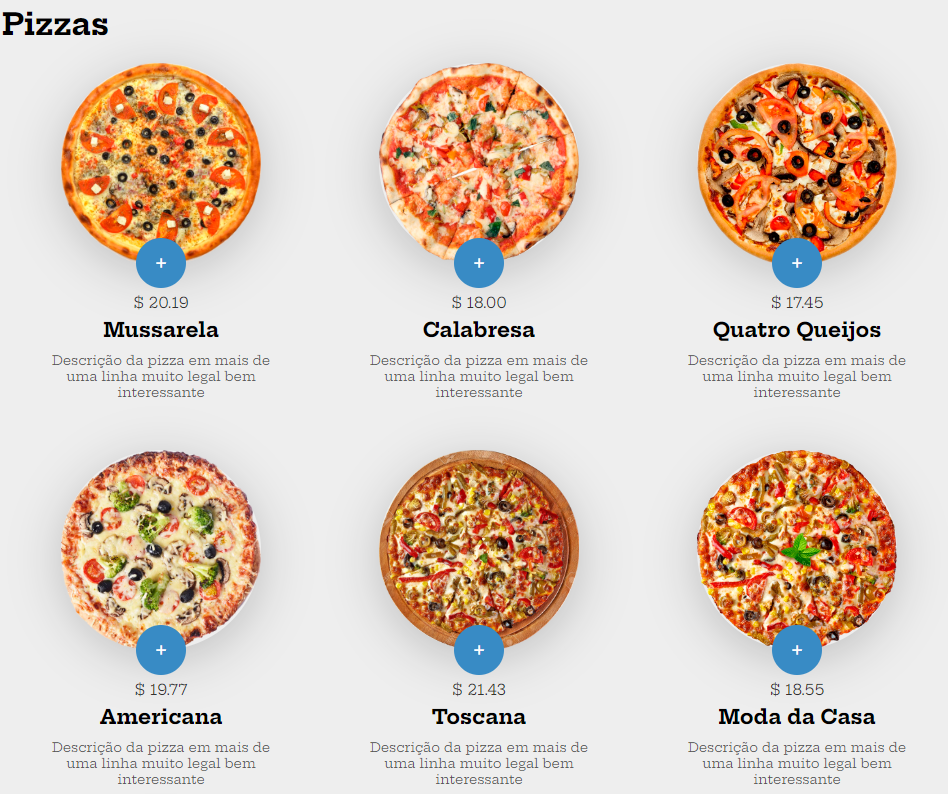 Pizzas
+
+
+
$ 20.19
$ 18.00
$ 17.45
Mussarela
Calabresa
Quatro Queijos
Descrição da pizza em mais de
uma linha muito legal bem
interessante
Descrição da pizza em mais de
uma linha muito legal bem
interessante
Descrição da pizza em mais de
uma linha muito legal bem
interessante
+
+
+
$ 19.77
$ 21.43
$ 18.55
Americana
Toscana
Moda da Casa
Descrição da pizza em mais de
uma linha muito legal bem
interessante
Descrição da pizza em mais de
uma linha muito legal bem
interessante
Descrição da pizza em mais de
uma linha muito legal bem
interessante